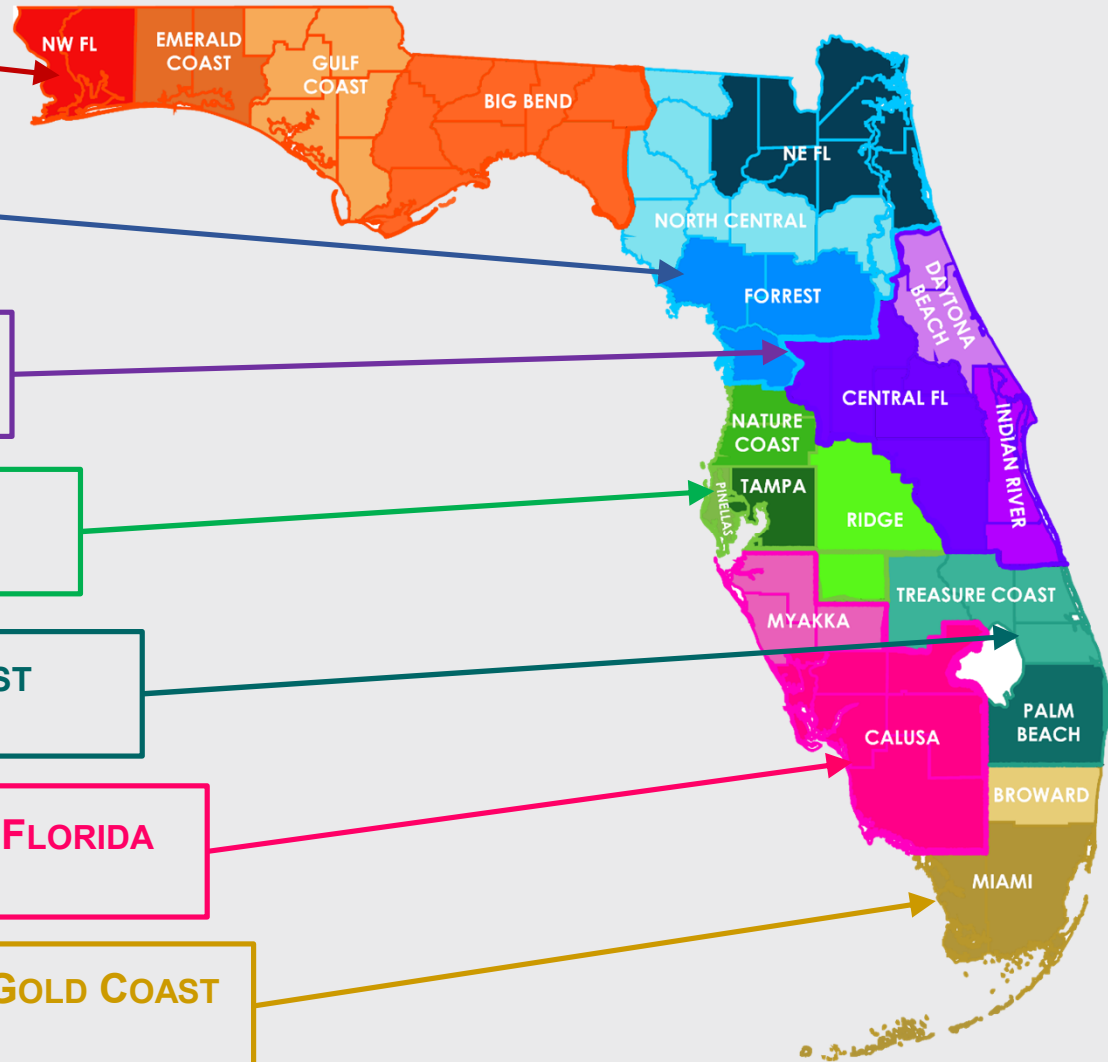 NW FL
EMERALD
COAST
GULF
COAST
BIG BEND
NE FL
NORTH CENTRAL
FORREST
DAYTONA
BEACH
CENTRAL FL
INDIAN RIVER
NATURE
COAST
PINELLAS
TAMPA
RIDGE
TREASURE COAST
MYAKKA
ST
PALM
BEACH
CALUSA
BROWARD
FLORIDA
MIAMI
GOLD COAST